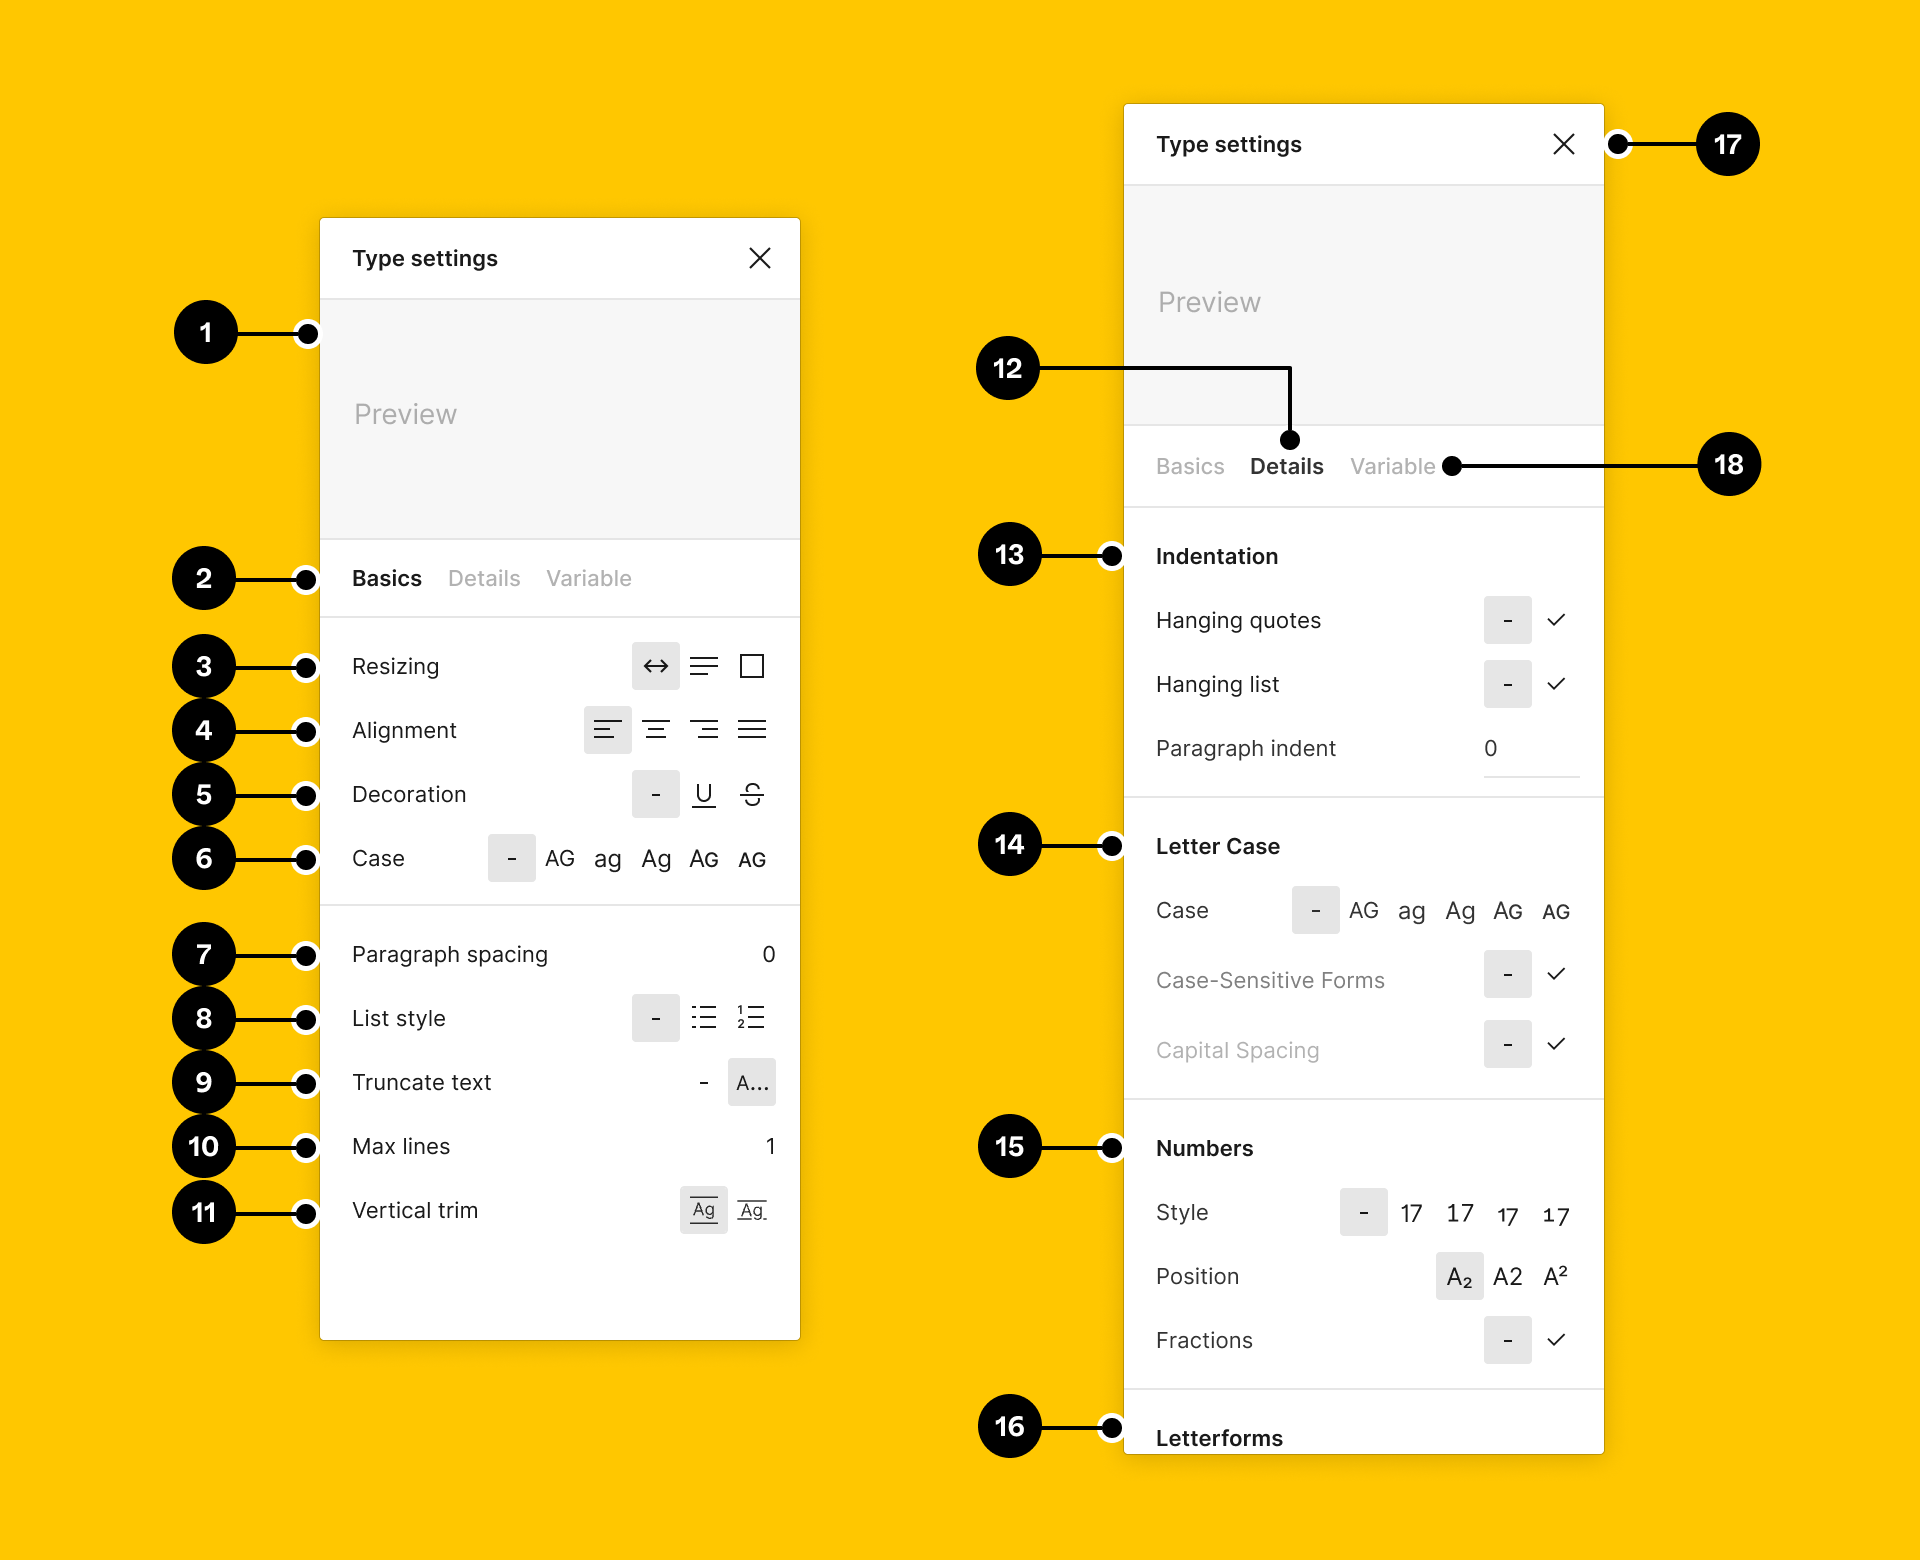 Type settings
1
Preview
2 Basics Details Variable
3 Resizing
4 Alignment
5 Decoration - U S
6 Case - AG ag Ag AG AG
7 Paragraph spacing 0
8 List style - 1 2
9 Truncate text - A...
10 Max lines 1
11 Vertical trim Ag Ag
Type settings 17
Preview
12
Basics Details Variable 18
13 Indentation
Hanging quotes -
Hanging list -
Paragraph indent 0
14 Letter Case
Case - AG ag Ag AG AG
Case-Sensitive Forms -
Capital Spacing -
15 Numbers
Style - 17 17 17 17
Position A₂ A2 A²
Fractions -
16 Letterforms